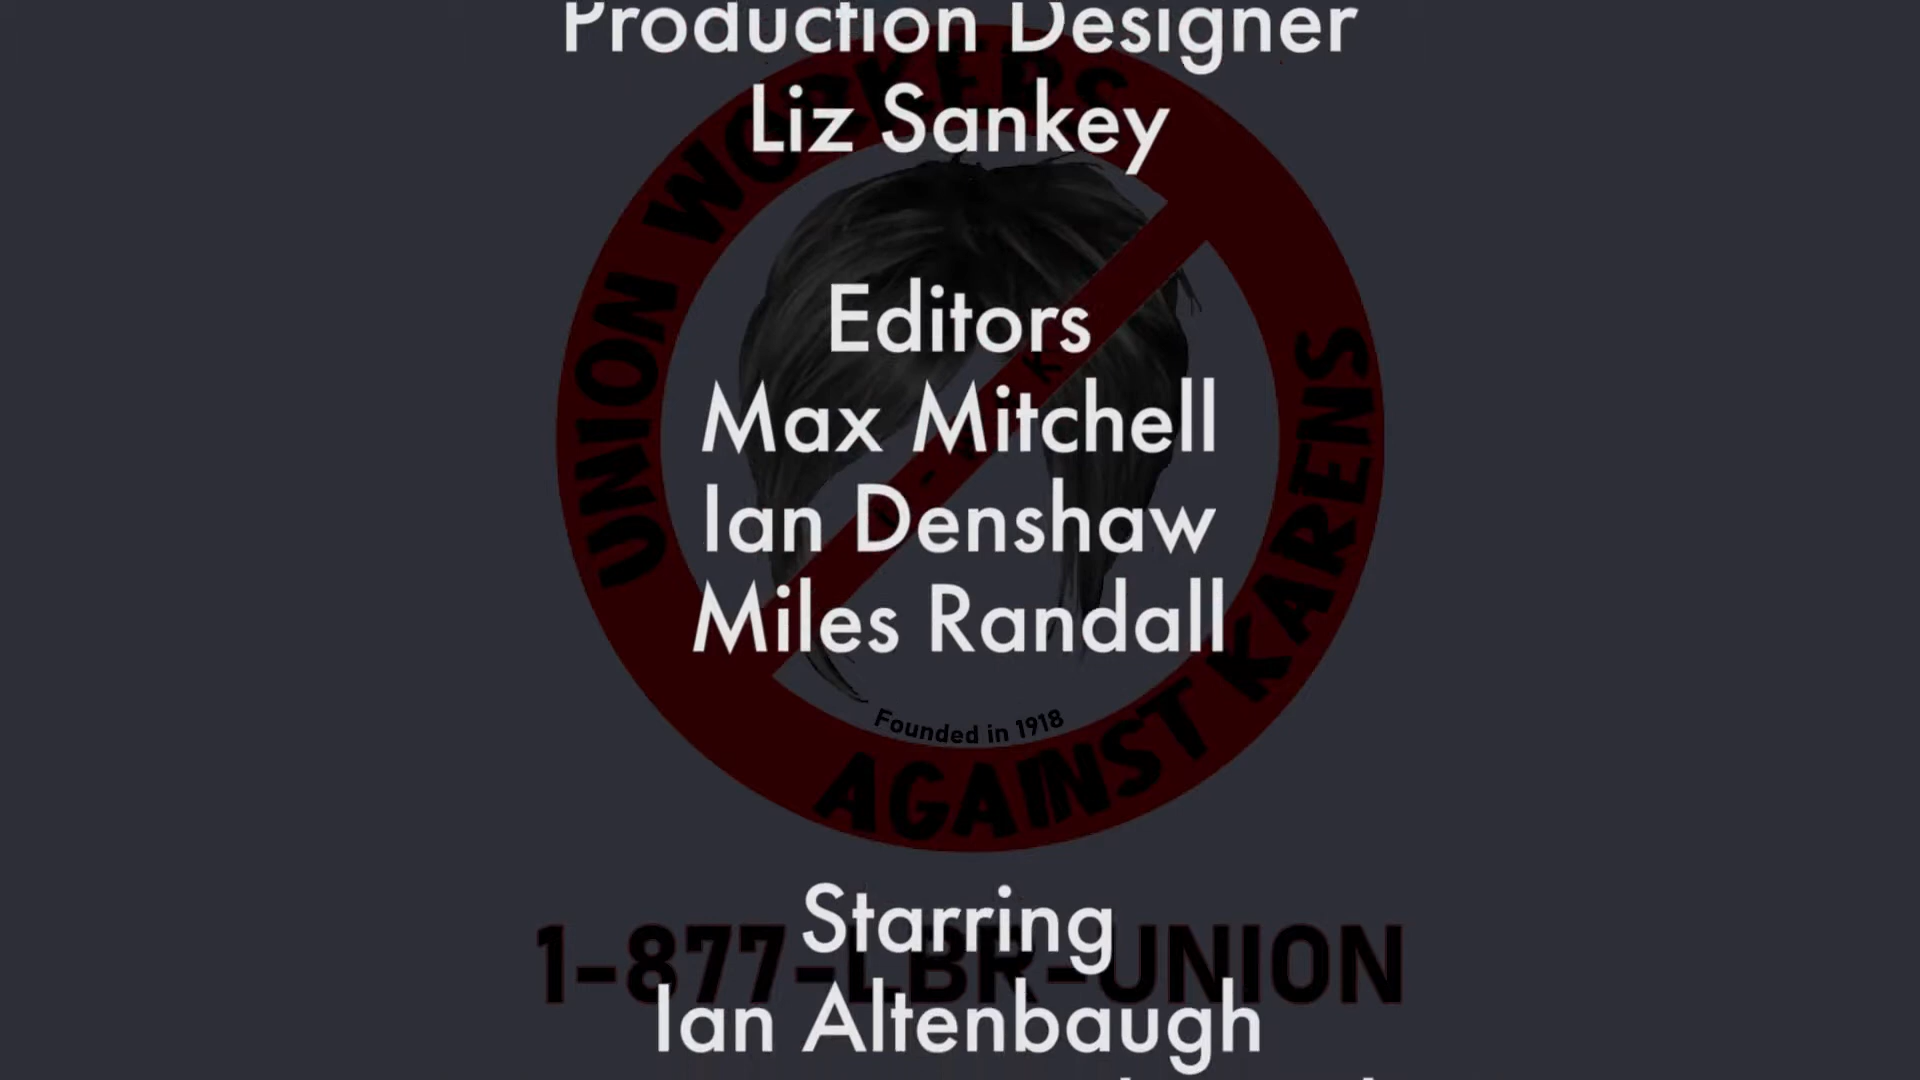 Production Designer
Liz Sankey
Editors
Max Mitchell
Ian Denshaw
Miles Randall
Starring
Ian Altenbaugh
UNION WORKERS
AGAINST KARENS
Founded in 1918
1-877-LBR-UNION